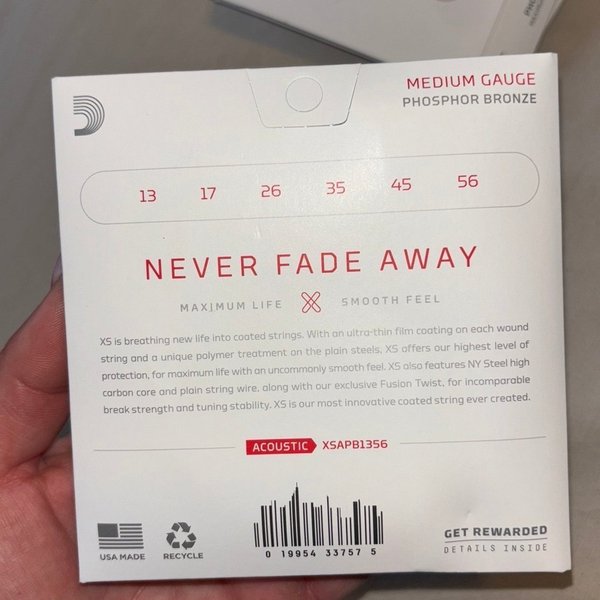 MEDIUM GAUGE
PHOSPHOR BRONZE
13 17 26 35 45 56
NEVER FADE AWAY
MAXIMUM LIFE SMOOTH FEEL
XS is breathing new life into coated strings. With an ultra-thin film coating on each wound
string and a unique polymer treatment on the plain steels, XS offers our highest level of
protection, for maximum life with an uncommonly smooth feel. XS also features NY Steel high
carbon core and plain string wire, along with our exclusive Fusion Twist, for incomparable
break strength and tuning stability. XS is our most innovative coated string ever created.
ACOUSTIC XSAPB1356
USA MADE
RECYCLE
0 19954 33757 5
GET REWARDED
DETAILS INSIDE